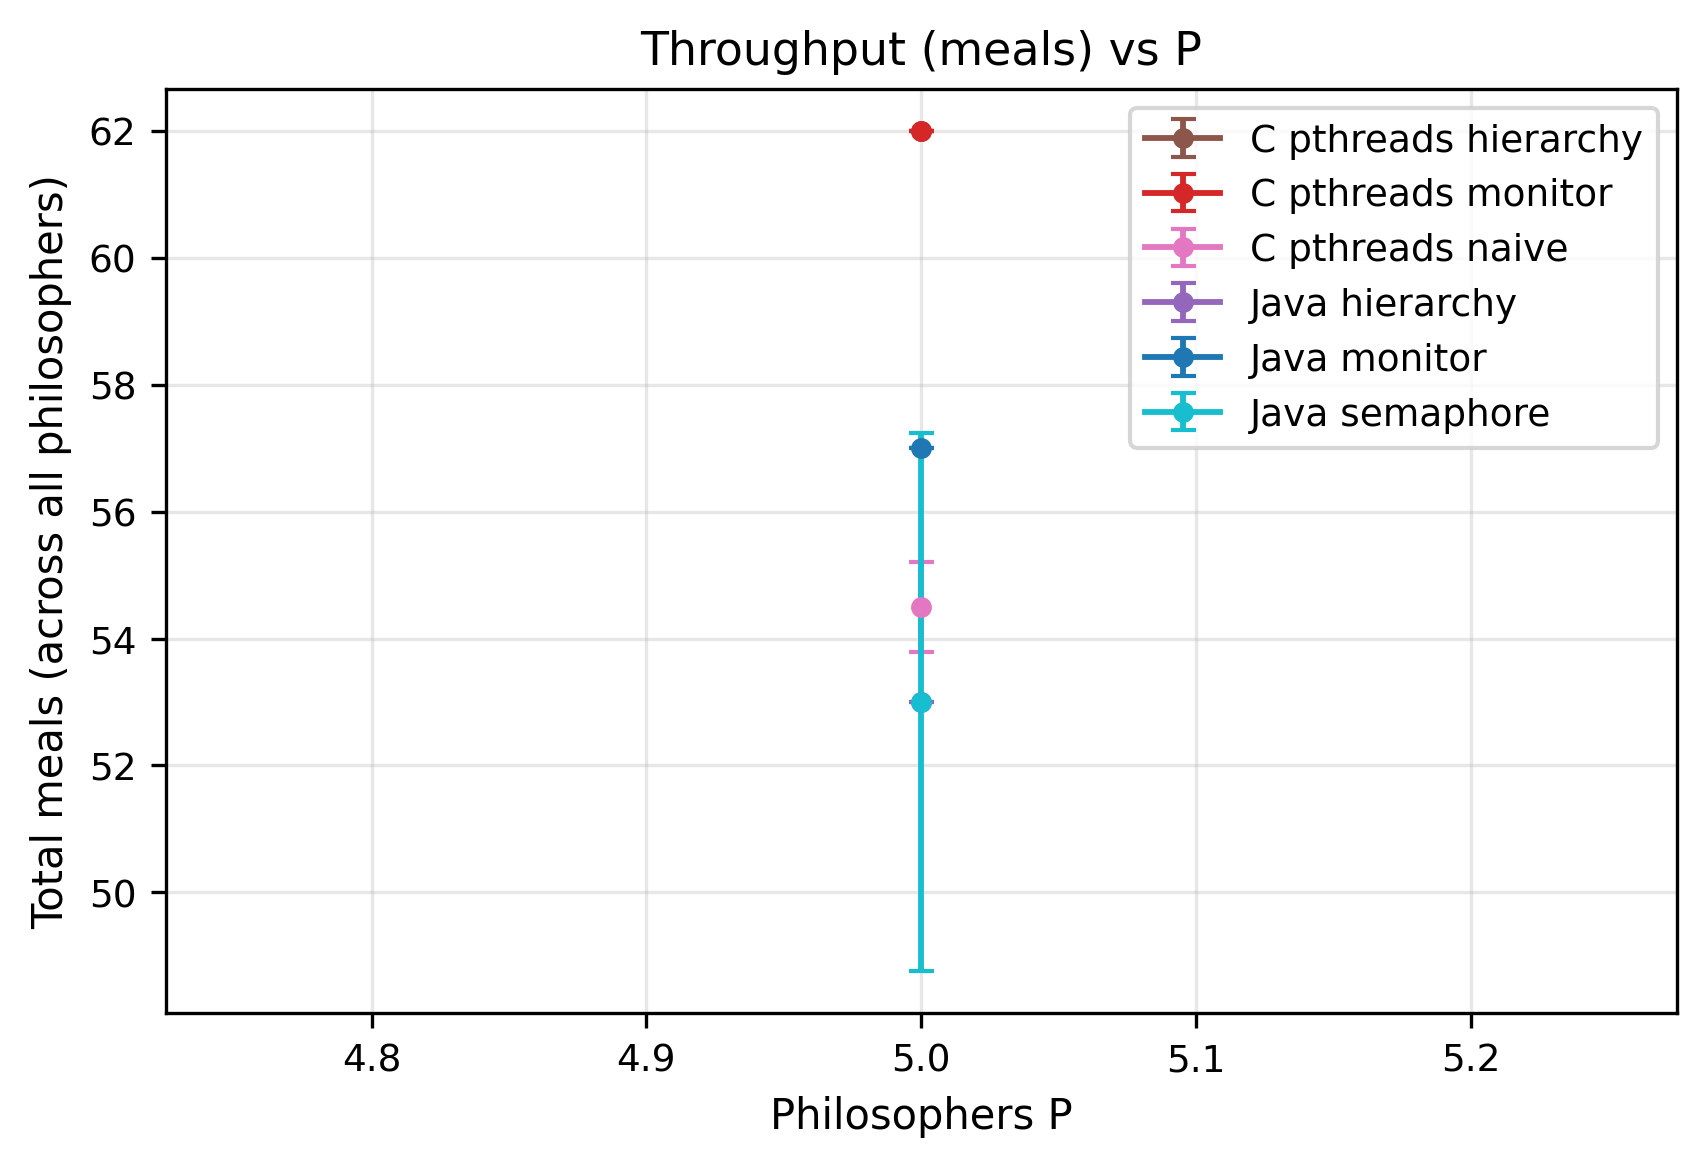 Throughput (meals) vs P
Total meals (across all philosophers)
62
60
58
56
54
52
50
C pthreads hierarchy
C pthreads monitor
C pthreads naive
Java hierarchy
Java monitor
Java semaphore
4.8 4.9 5.0 5.1 5.2
Philosophers P